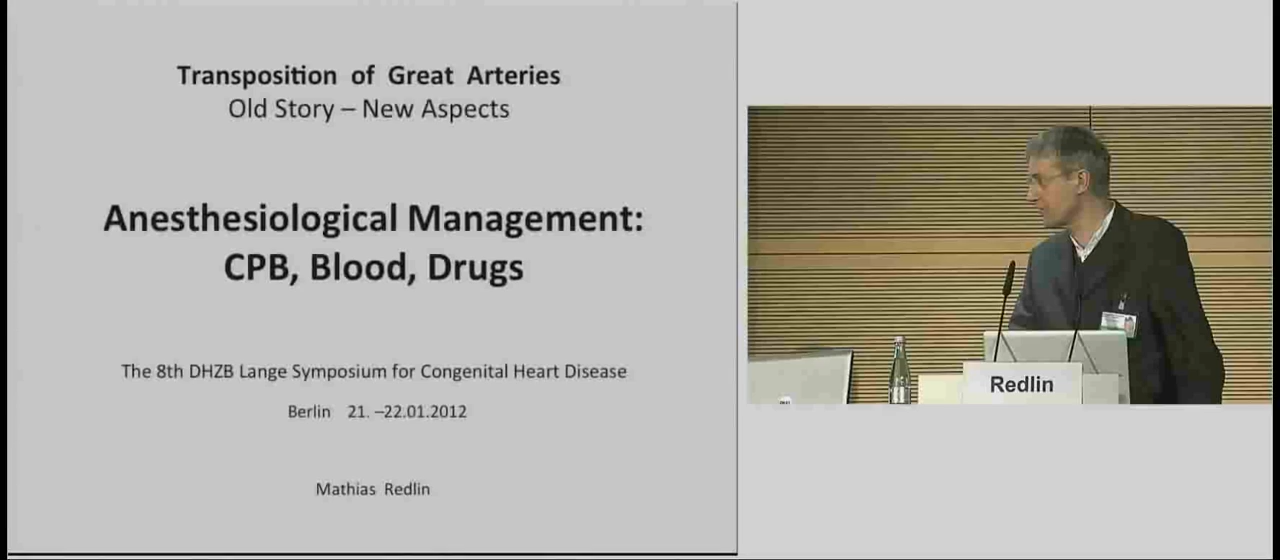 Transposition of Great Arteries
Old Story – New Aspects
Anesthesiological Management:
CPB, Blood, Drugs
The 8th DHZB Lange Symposium for Congenital Heart Disease
Berlin 21. –22.01.2012
Mathias Redlin
Redlin